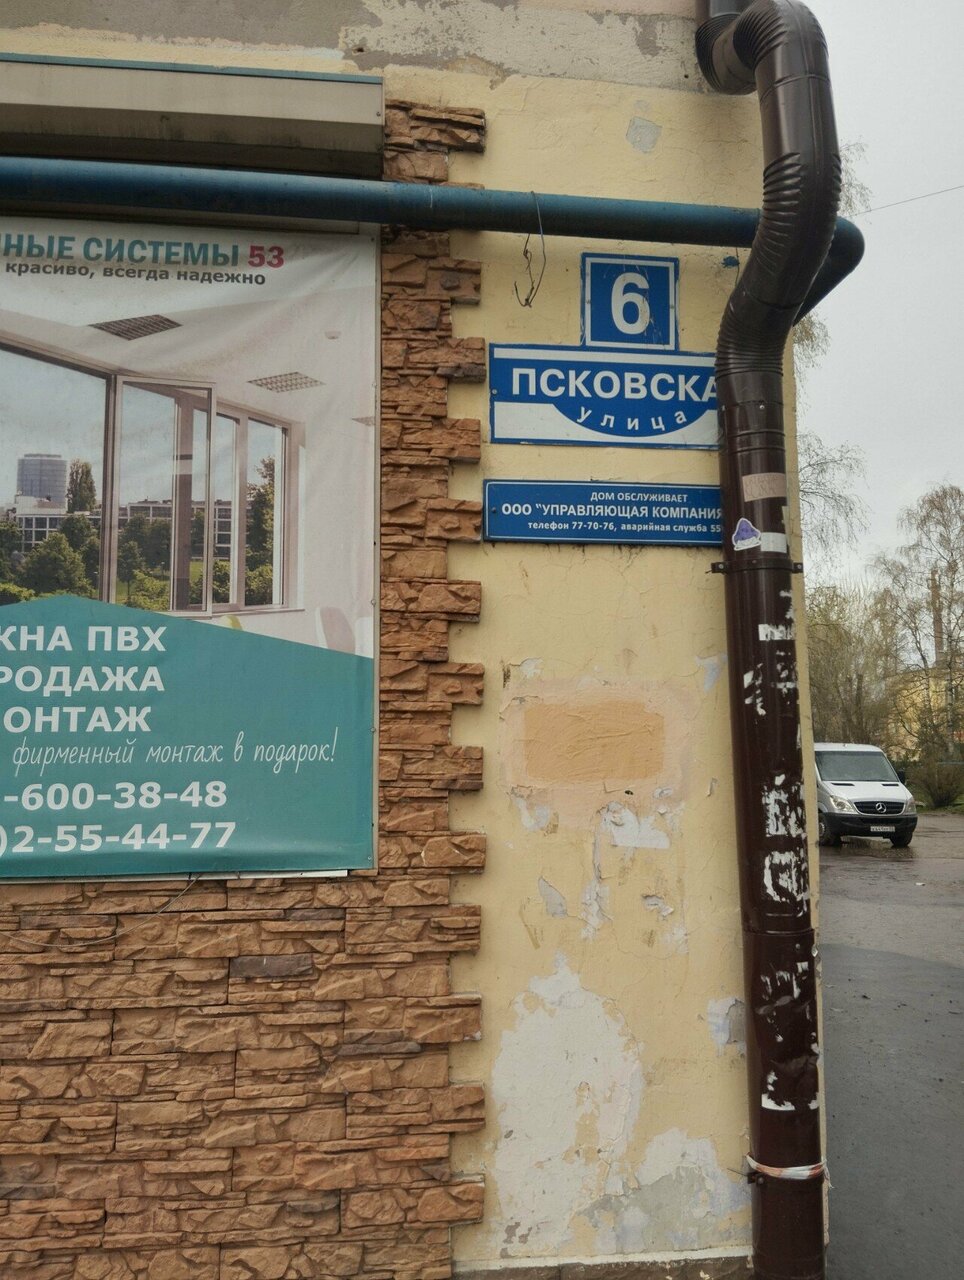 НЫЕ СИСТЕМЫ 53
красиво, всегда надежно
КНА ПВХ
РОДАЖА
ОНТАЖ
фирменный монтаж в подарок!
-600-38-48
)2-55-44-77
6
ПСКОВСКА
улица
ДОМ ОБСЛУЖИВАЕТ
ООО "УПРАВЛЯЮЩАЯ КОМПАНИЯ
телефон 77-70-76, аварийная служба 55